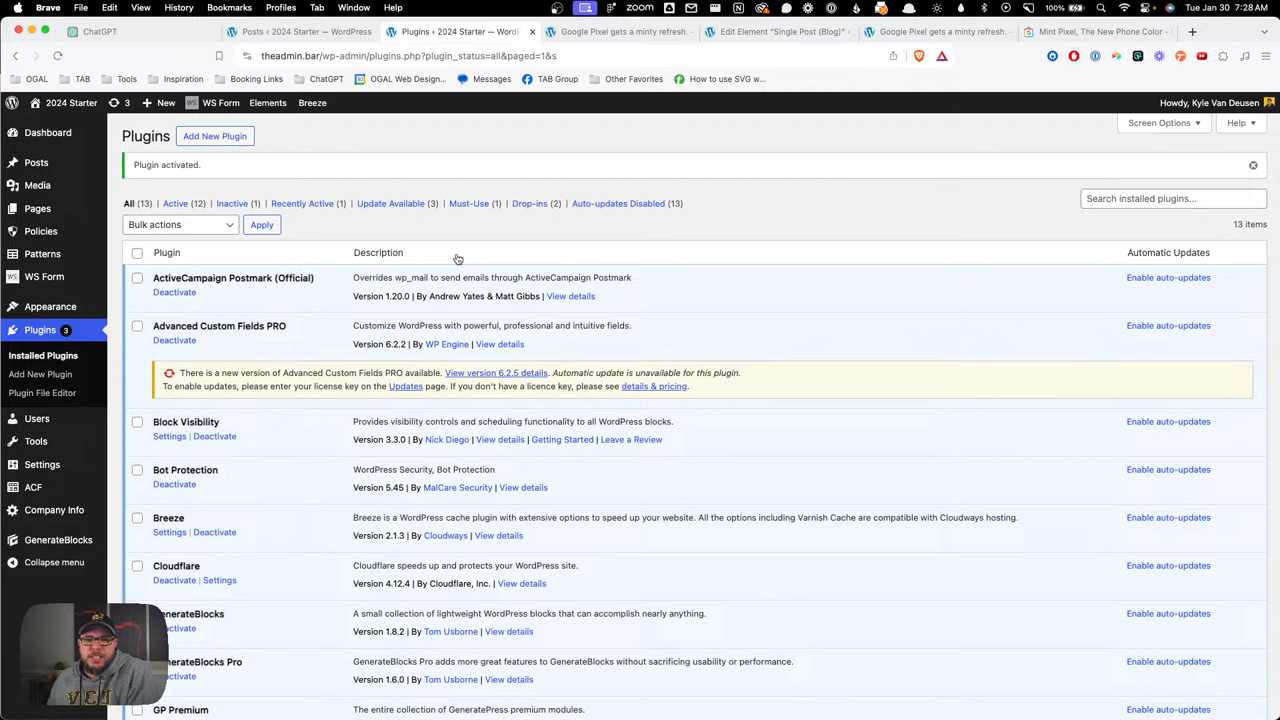 Brave Browser
ZOOM
100%
Wed Jan 24 7:28 AM
ChatGPT
Posts ‹ 2024 Starter — WordPress
Plugins ‹ 2024 Starter — WordPr
Google Pixel gets a minty refresh.
Edit Element "Single Post (Blog)" ‹
Google Pixel gets a minty refresh.
Mint Pixel, The New Phone Color –
theadmin.bar/wp-admin/plugins.php?plugin_status=all&paged=1&s
OGAL
TAB
Tools
Inspiration
Booking Links
ChatGPT
OGAL Web Design...
Messages
TAB Group
Other Favorites
How to use SVG w...
2024 Starter
3
+ New
WS Form
Elements
Breeze
Howdy, Kyle Van Deusen
Dashboard
Posts
Media
Pages
Policies
Patterns
WS Form
Appearance
Plugins 3
Installed Plugins
Add New Plugin
Plugin File Editor
Users
Tools
Settings
ACF
Company Info
GenerateBlocks
Collapse menu
Screen Options
Help
Plugins
Add New Plugin
Plugin activated.
All (13) | Active (12) | Inactive (1) | Recently Active (1) | Update Available (3) | Must-Use (1) | Drop-ins (2) | Auto-updates Disabled (13)
Search installed plugins...
Bulk actions
Apply
13 items
Plugin
Description
Automatic Updates
ActiveCampaign Postmark (Official)
Deactivate
Overrides wp_mail to send emails through ActiveCampaign Postmark
Version 1.20.0 | By Andrew Yates & Matt Gibbs | View details
Enable auto-updates
Advanced Custom Fields PRO
Deactivate
Customize WordPress with powerful, professional and intuitive fields.
Version 6.2.2 | By WP Engine | View details
Enable auto-updates
There is a new version of Advanced Custom Fields PRO available. View version 6.2.5 details. Automatic update is unavailable for this plugin.
To enable updates, please enter your license key on the Updates page. If you don't have a licence key, please see details & pricing.
Block Visibility
Settings | Deactivate
Provides visibility controls and scheduling functionality to all WordPress blocks.
Version 3.3.0 | By Nick Diego | View details | Getting Started | Leave a Review
Enable auto-updates
Bot Protection
Deactivate
WordPress Security, Bot Protection
Version 5.45 | By MalCare Security | View details
Enable auto-updates
Breeze
Settings | Deactivate
Breeze is a WordPress cache plugin with extensive options to speed up your website. All the options including Varnish Cache are compatible with Cloudways hosting.
Version 2.1.3 | By Cloudways | View details
Enable auto-updates
Cloudflare
Deactivate | Settings
Cloudflare speeds up and protects your WordPress site.
Version 4.12.4 | By Cloudflare, Inc. | View details
Enable auto-updates
nerateBlocks
activate
A small collection of lightweight WordPress blocks that can accomplish nearly anything.
Version 1.8.2 | By Tom Usborne | View details
Enable auto-updates
nerateBlocks Pro
activate
GenerateBlocks Pro adds more great features to GenerateBlocks without sacrificing usability or performance.
Version 1.6.0 | By Tom Usborne | View details
Enable auto-updates
GP Premium
The entire collection of GeneratePress premium modules.
Enable auto-updates